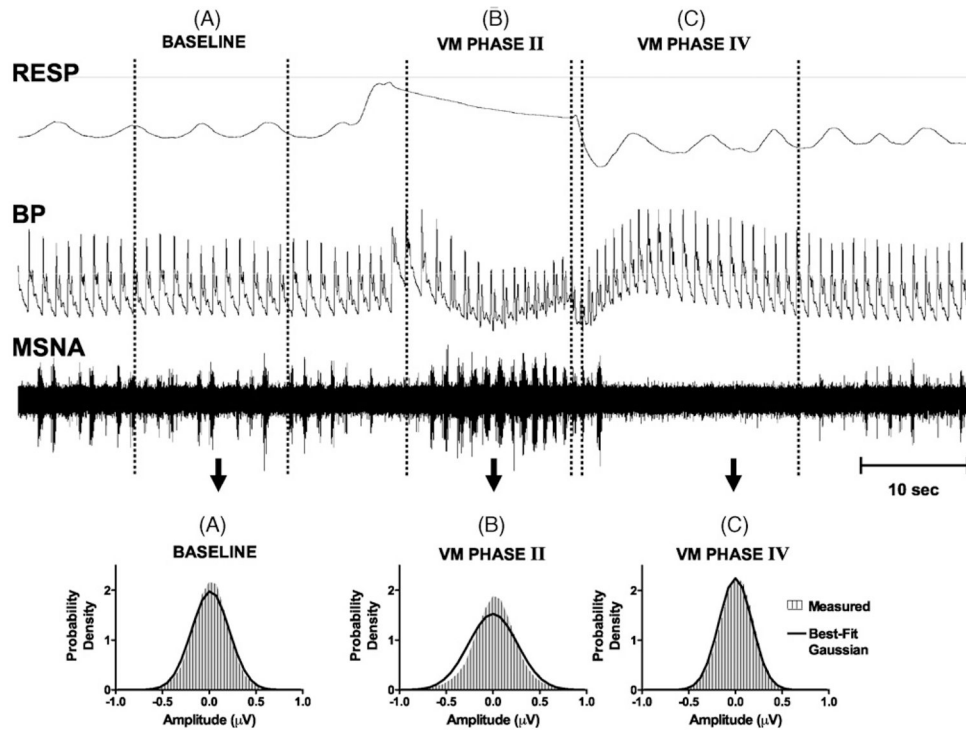 (A)
BASELINE
(B)
VM PHASE II
(C)
VM PHASE IV
RESP
BP
MSNA
10 sec
(A)
BASELINE
(B)
VM PHASE II
(C)
VM PHASE IV
Probability
Density
2
1
0
-1.0 -0.5 0.0 0.5 1.0
Amplitude (μV)
Probability
Density
2
1
0
-1.0 -0.5 0.0 0.5 1.0
Amplitude (μV)
Probability
Density
2
1
0
-1.0 -0.5 0.0 0.5 1.0
Amplitude (μV)
Measured
Best-Fit
Gaussian